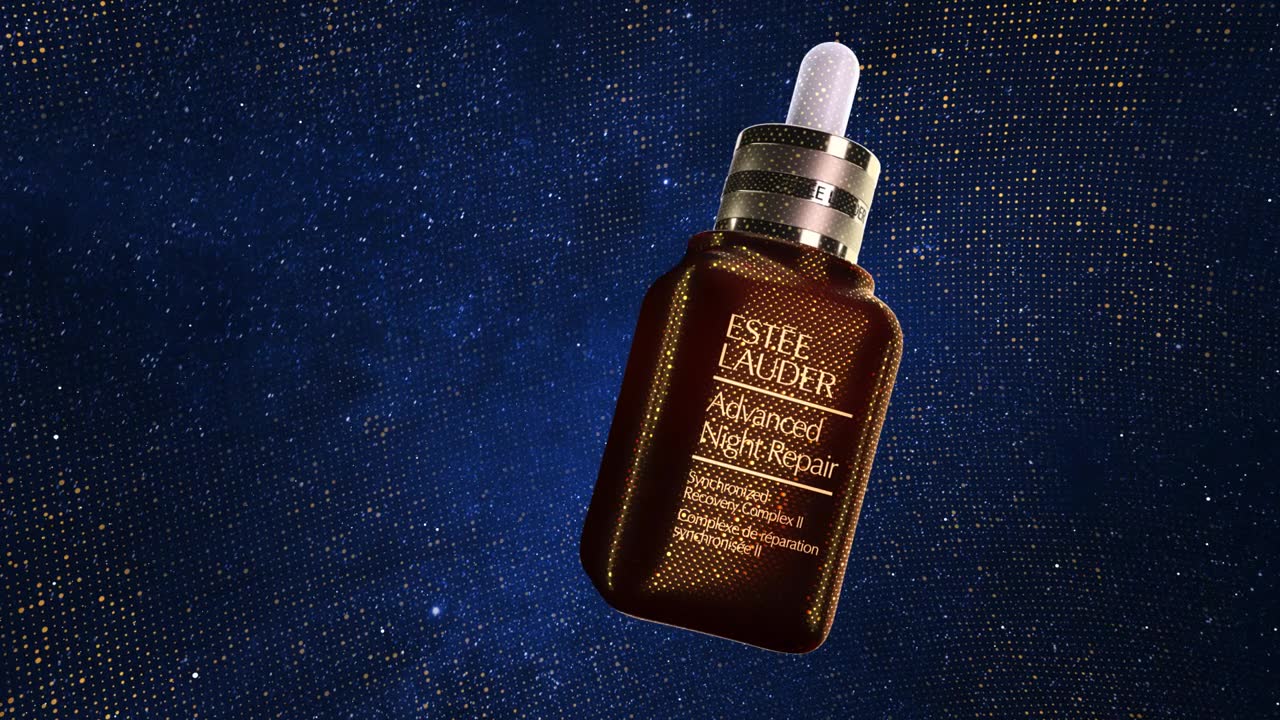 ESTĒE
LAUDER
Advanced
Night Repair
Synchronized
Recovery Complex II
Complexe de réparation
synchronisée II